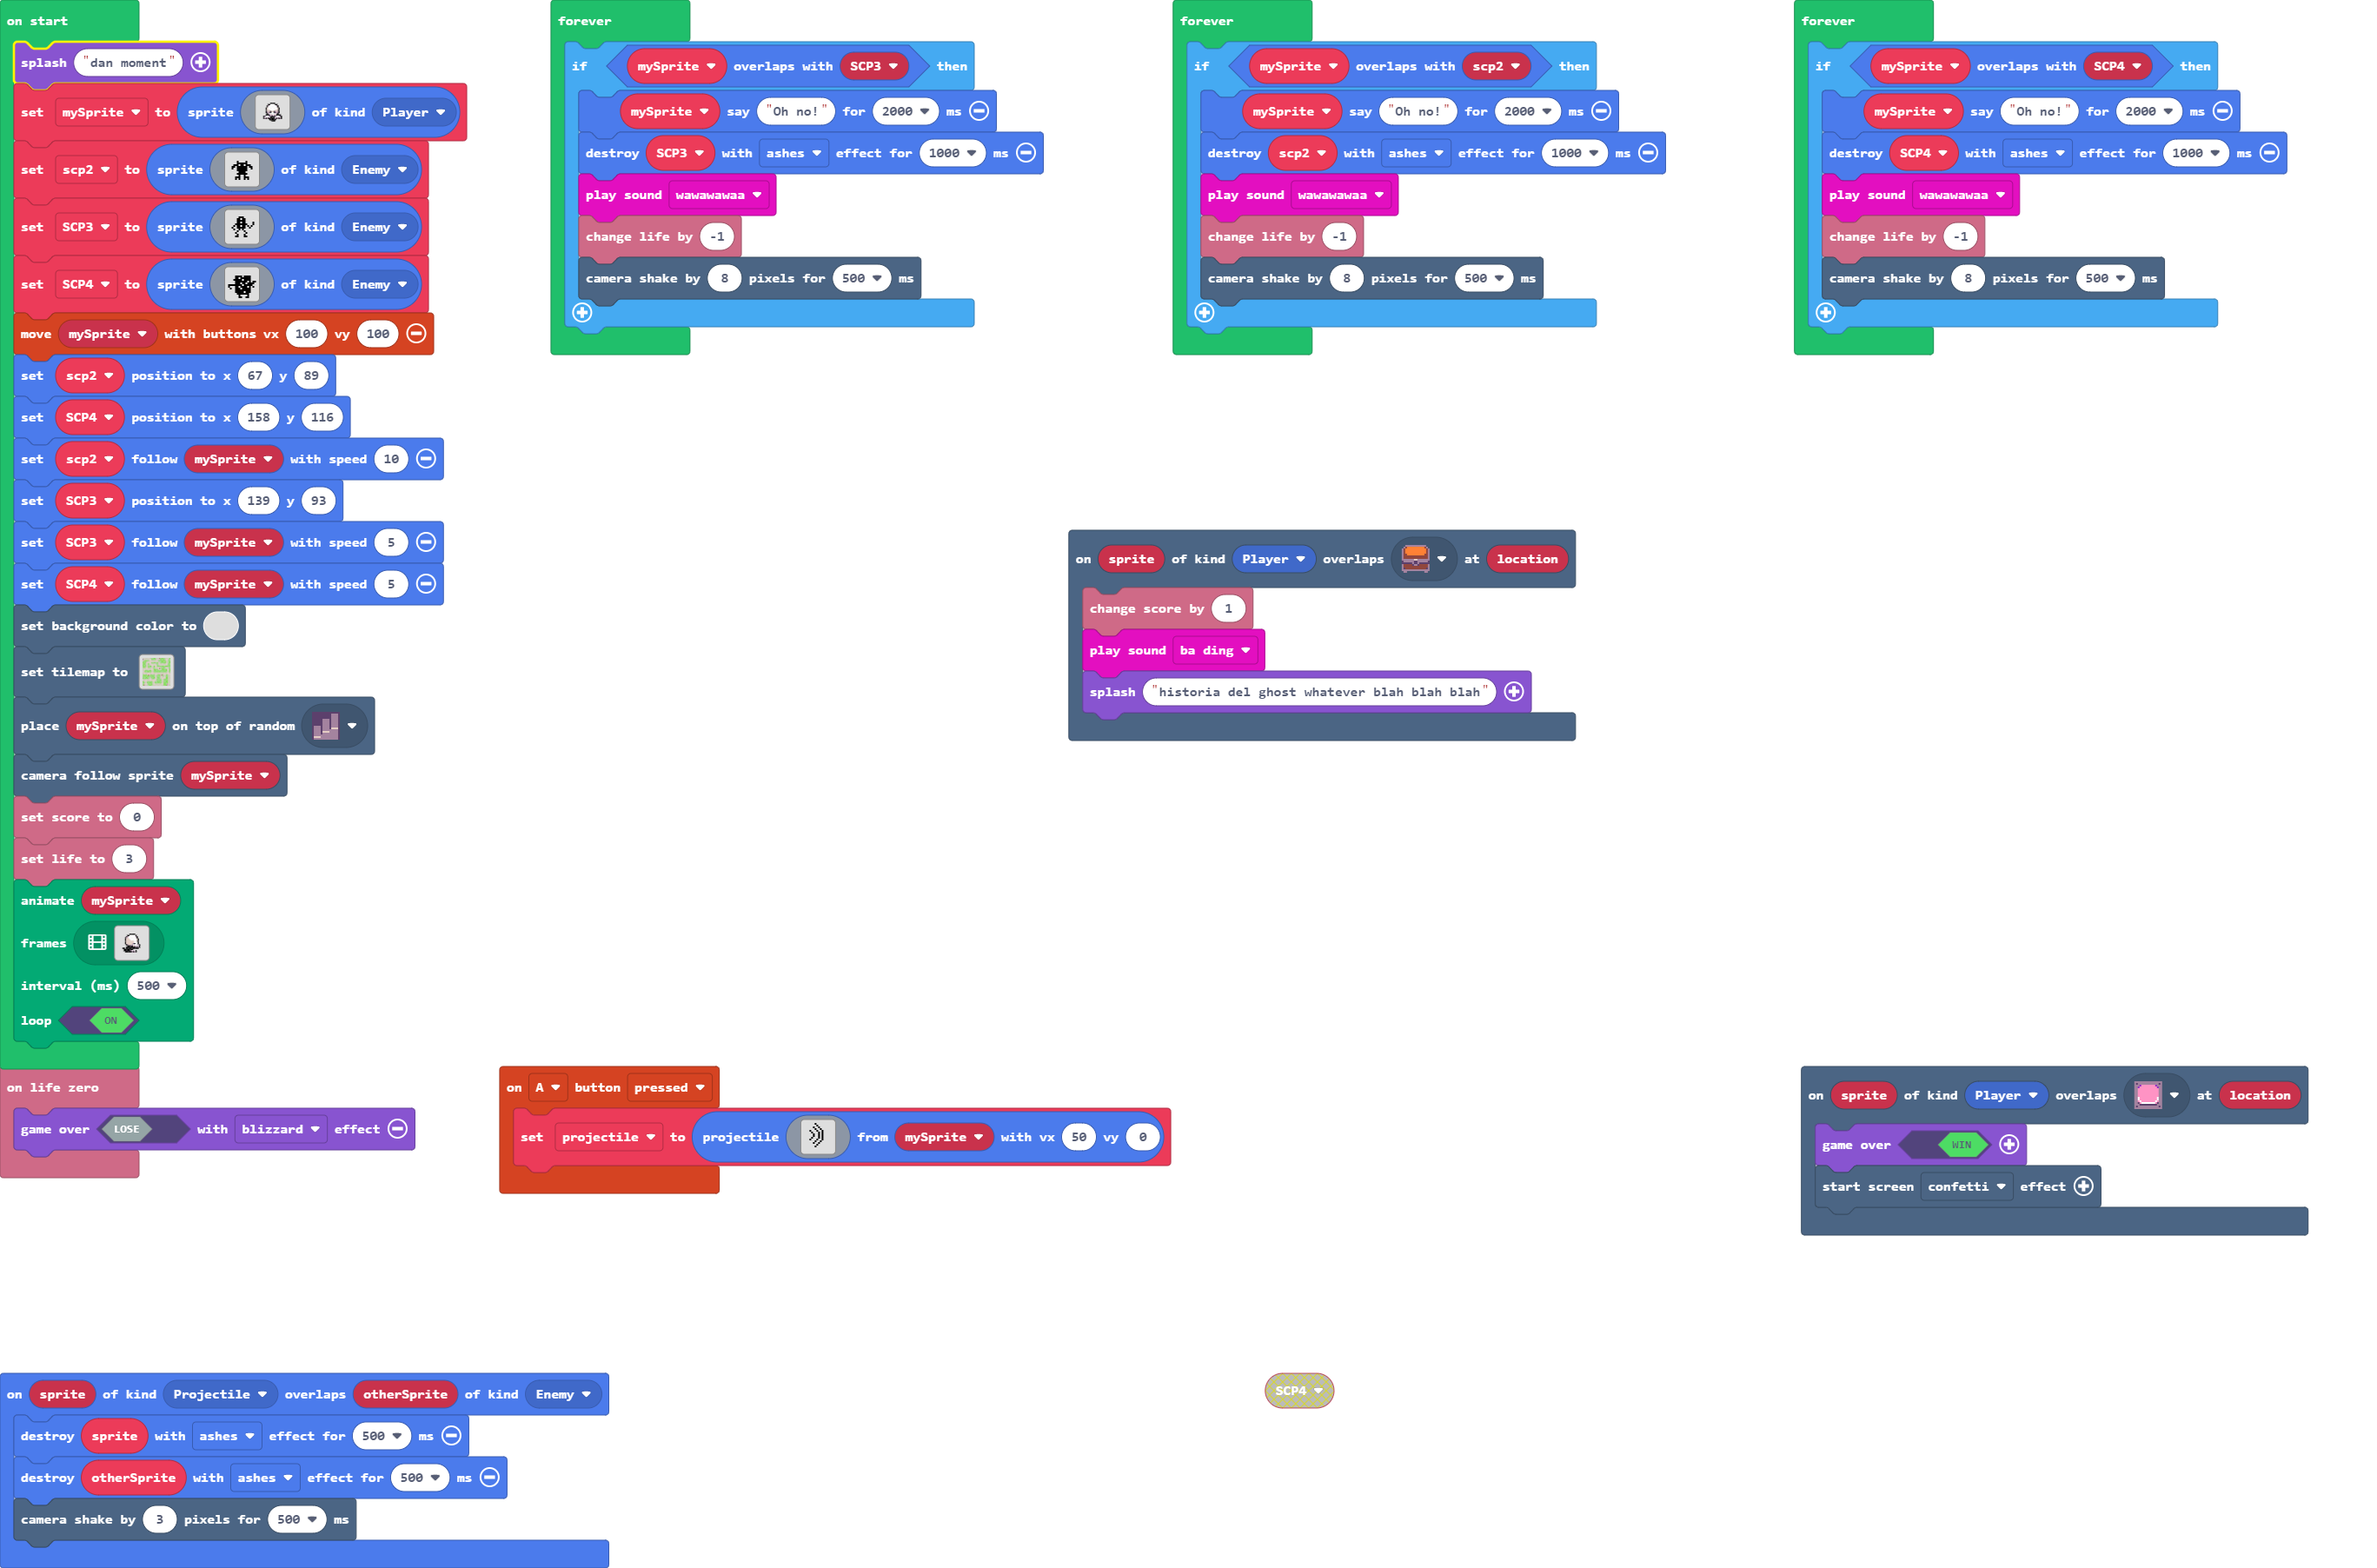 on start
splash "dan moment"
set mySprite to sprite of kind Player
set scp2 to sprite of kind Enemy
set SCP3 to sprite of kind Enemy
set SCP4 to sprite of kind Enemy
move mySprite with buttons vx 100 vy 100
set scp2 position to x 67 y 89
set SCP4 position to x 158 y 116
set scp2 follow mySprite with speed 10
set SCP3 position to x 139 y 93
set SCP3 follow mySprite with speed 5
set SCP4 follow mySprite with speed 5
set background color to
set tilemap to
place mySprite on top of random
camera follow sprite mySprite
set score to 0
set life to 3
animate mySprite
frames
interval (ms) 500
loop ON
forever
if mySprite overlaps with SCP3 then
mySprite say "Oh no!" for 2000 ms
destroy SCP3 with ashes effect for 1000 ms
play sound wawawawaa
change life by -1
camera shake by 8 pixels for 500 ms
forever
if mySprite overlaps with scp2 then
mySprite say "Oh no!" for 2000 ms
destroy scp2 with ashes effect for 1000 ms
play sound wawawawaa
change life by -1
camera shake by 8 pixels for 500 ms
forever
if mySprite overlaps with SCP4 then
mySprite say "Oh no!" for 2000 ms
destroy SCP4 with ashes effect for 1000 ms
play sound wawawawaa
change life by -1
camera shake by 8 pixels for 500 ms
on sprite of kind Player overlaps at location
change score by 1
play sound ba ding
splash "historia del ghost whatever blah blah blah"
on life zero
game over LOSE with blizzard effect
on A button pressed
set projectile to projectile from mySprite with vx 50 vy 0
on sprite of kind Player overlaps at location
game over WIN
start screen confetti effect
on sprite of kind Projectile overlaps otherSprite of kind Enemy
destroy sprite with ashes effect for 500 ms
destroy otherSprite with ashes effect for 500 ms
camera shake by 3 pixels for 500 ms
SCP4